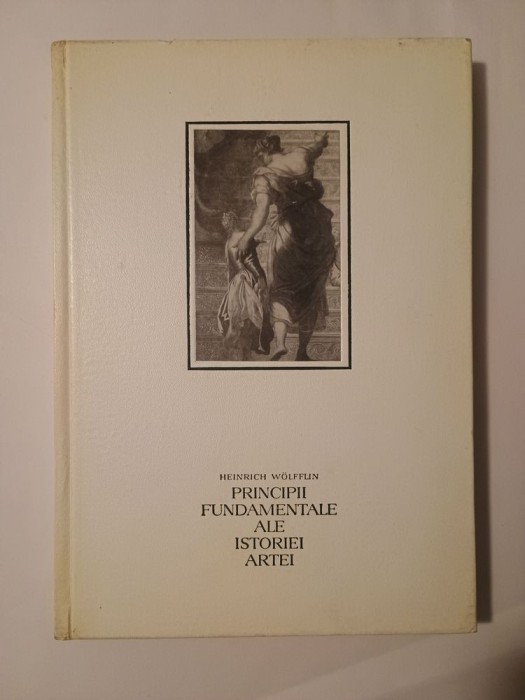 HEINRICH WÖLFFLIN
PRINCIPII
FUNDAMENTALE
ALE
ISTORIEI
ARTEI